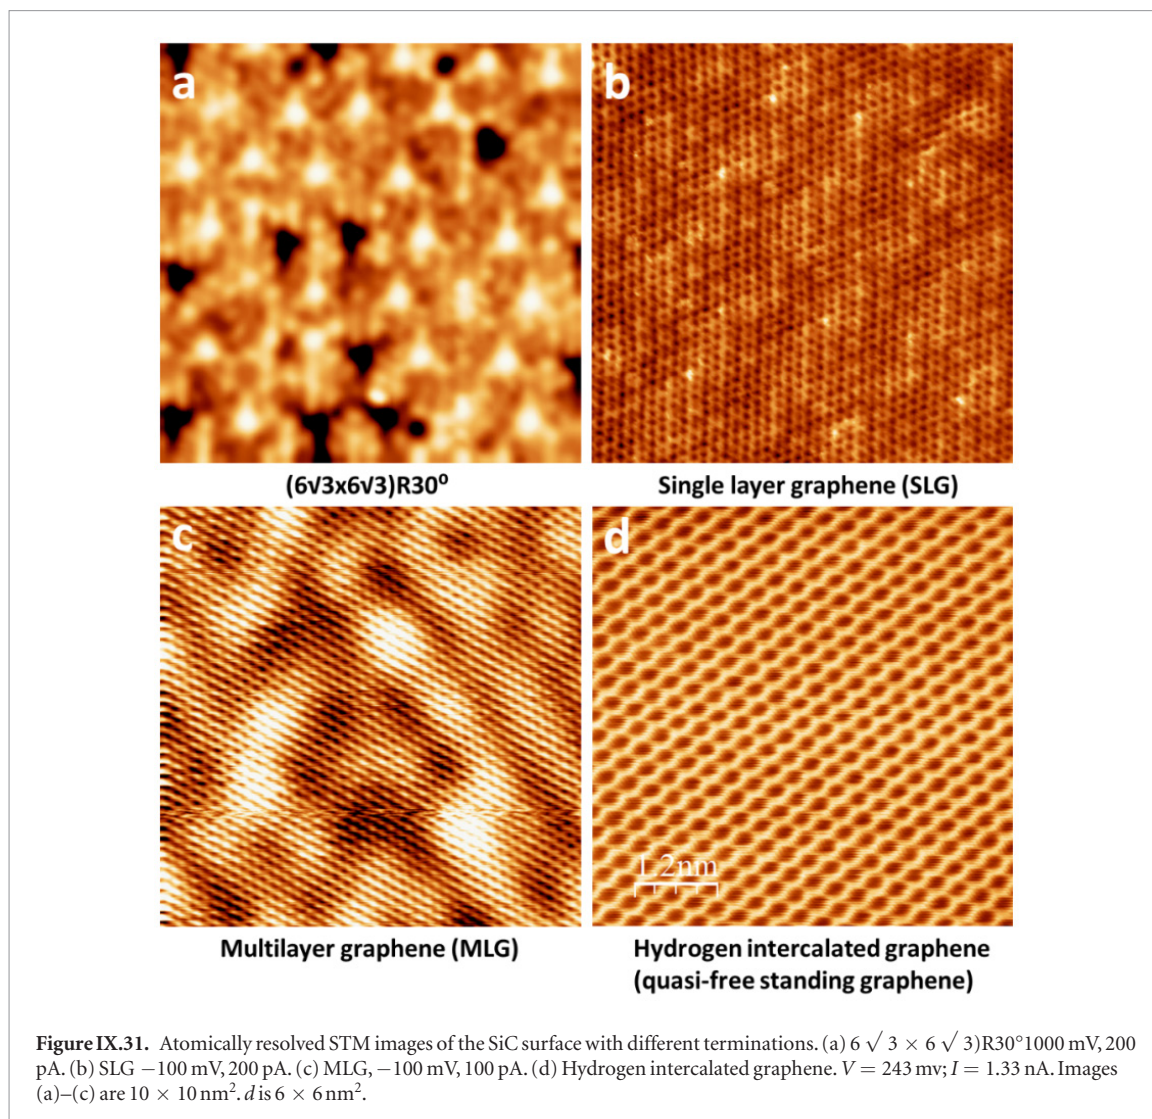 a
b
(6√3x6√3)R30⁰
Single layer graphene (SLG)
c
d
1.2nm
Multilayer graphene (MLG)
Hydrogen intercalated graphene
(quasi-free standing graphene)
Figure IX.31. Atomically resolved STM images of the SiC surface with different terminations. (a) 6 √ 3 × 6 √ 3)R30°1000 mV, 200
pA. (b) SLG −100 mV, 200 pA. (c) MLG, −100 mV, 100 pA. (d) Hydrogen intercalated graphene. V = 243 mv; I = 1.33 nA. Images
(a)–(c) are 10 × 10 nm². d is 6 × 6 nm².